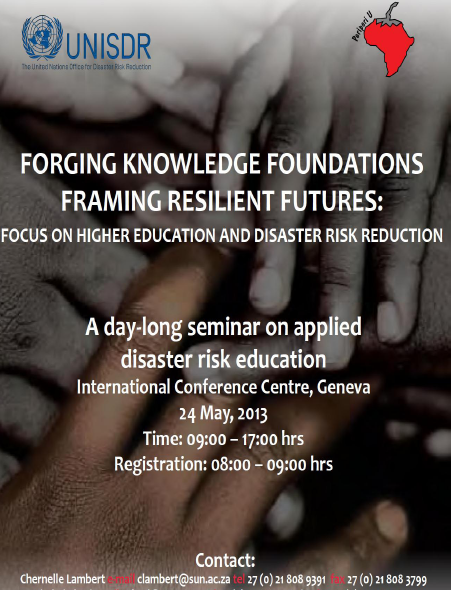 Periperi U
UNISDR
The United Nations Office for Disaster Risk Reduction
FORGING KNOWLEDGE FOUNDATIONS
FRAMING RESILIENT FUTURES:
FOCUS ON HIGHER EDUCATION AND DISASTER RISK REDUCTION
A day-long seminar on applied
disaster risk education
International Conference Centre, Geneva
24 May, 2013
Time: 09:00 – 17:00 hrs
Registration: 08:00 – 09:00 hrs
Contact:
Chernelle Lambert e-mail clambert@sun.ac.za tel 27 (0) 21 808 9391 fax 27 (0) 21 808 3799